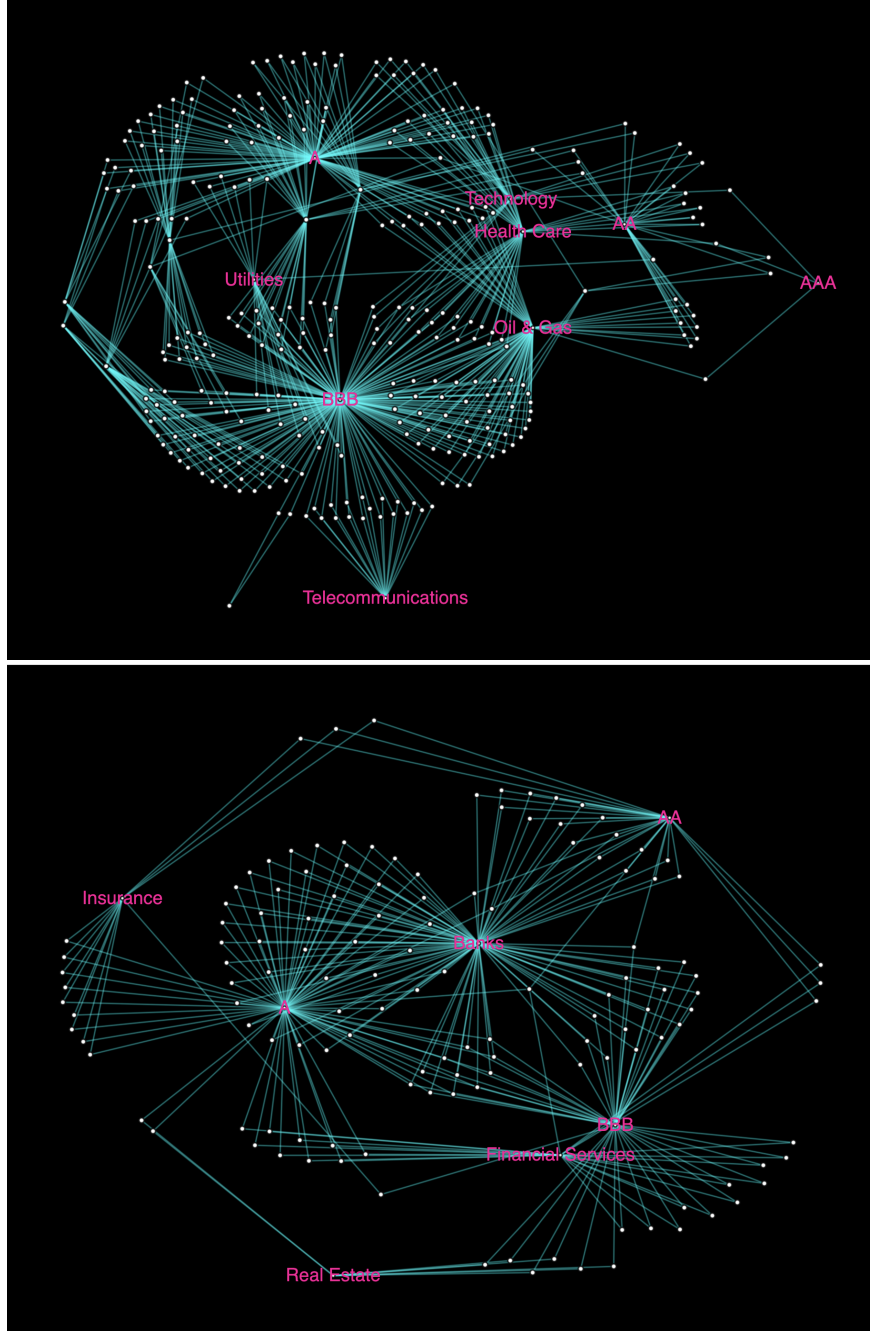 A
Technology
AA
Health Care
Utilities
AAA
Oil & Gas
BBB
Telecommunications
AA
Insurance
Banks
A
BBB
Financial Services
Real Estate